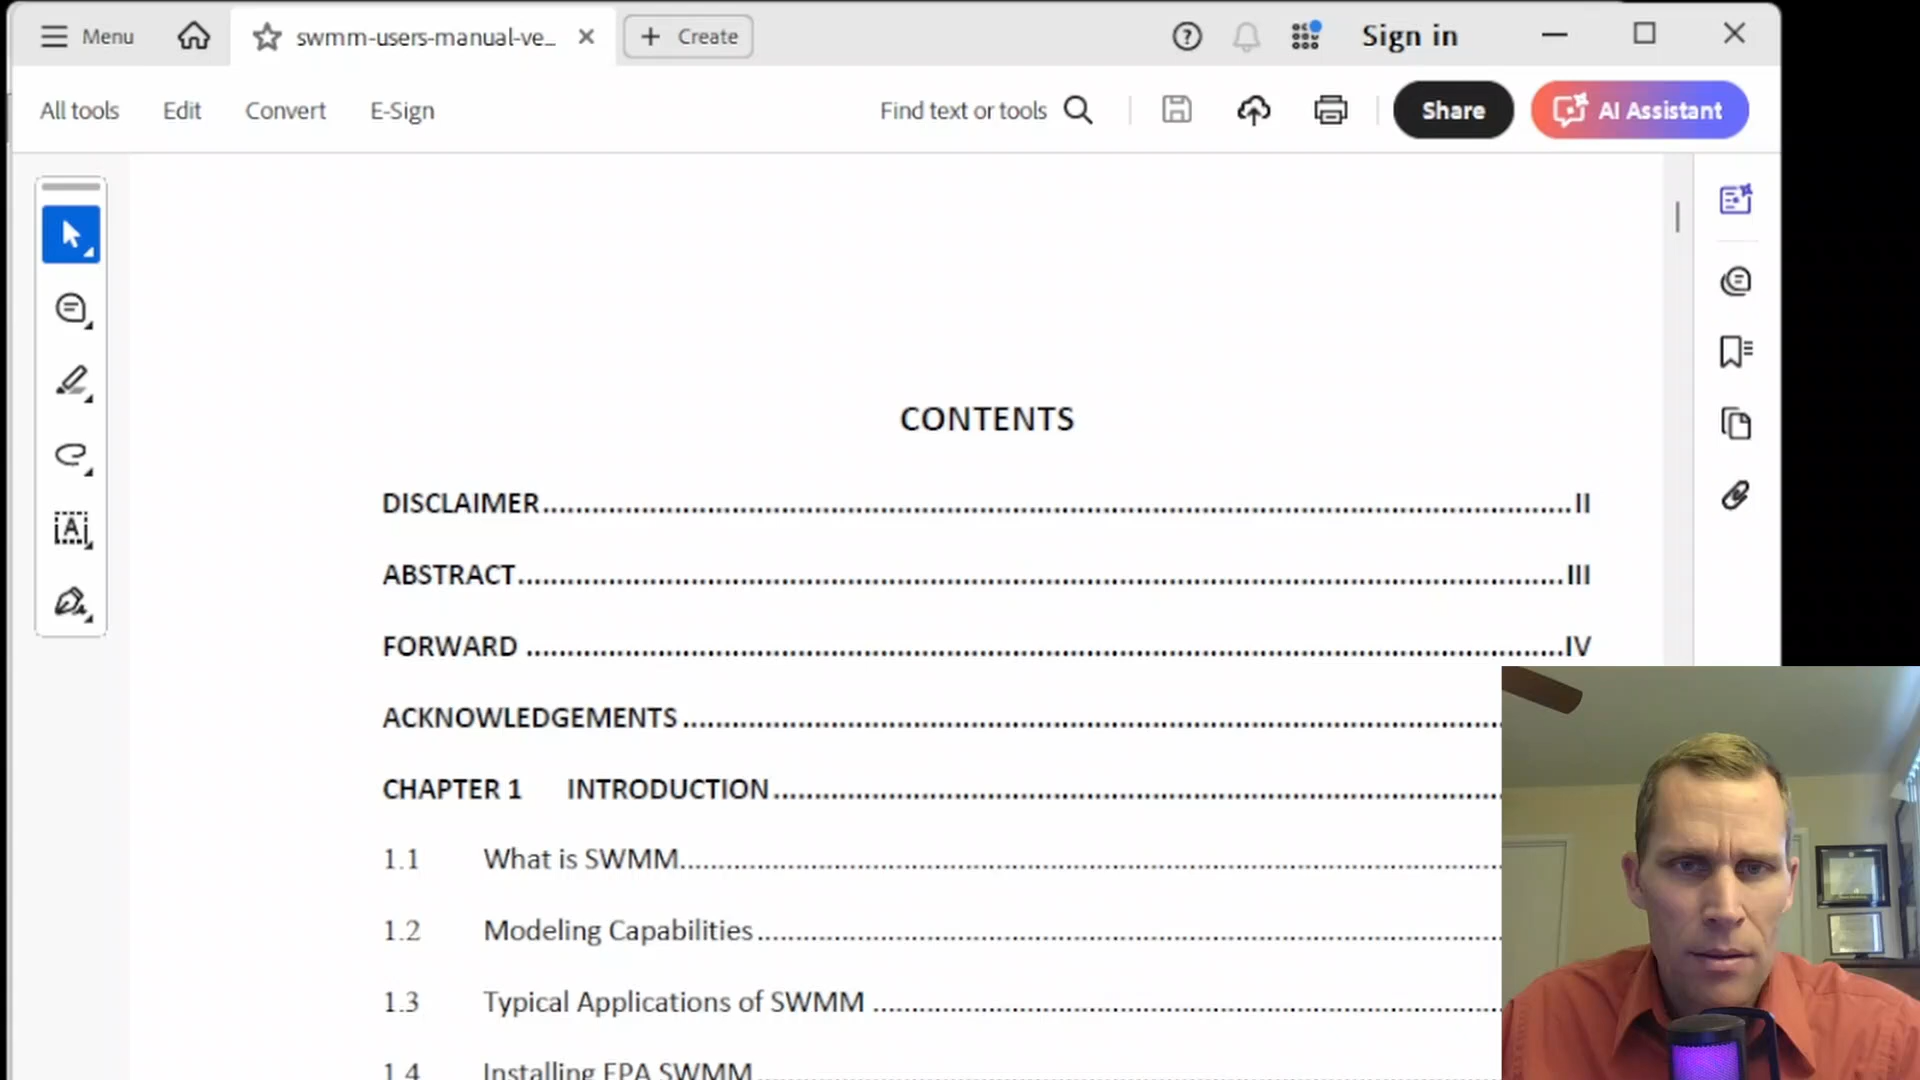 Menu
swmm-users-manual-ve...
Create
Sign in
All tools
Edit
Convert
E-Sign
Find text or tools
Share
AI Assistant
CONTENTS
DISCLAIMER........II
ABSTRACT........III
FORWARD........IV
ACKNOWLEDGEMENTS........
CHAPTER 1 INTRODUCTION........
1.1 What is SWMM........
1.2 Modeling Capabilities........
1.3 Typical Applications of SWMM........
1.4 Installing EPA SWMM........